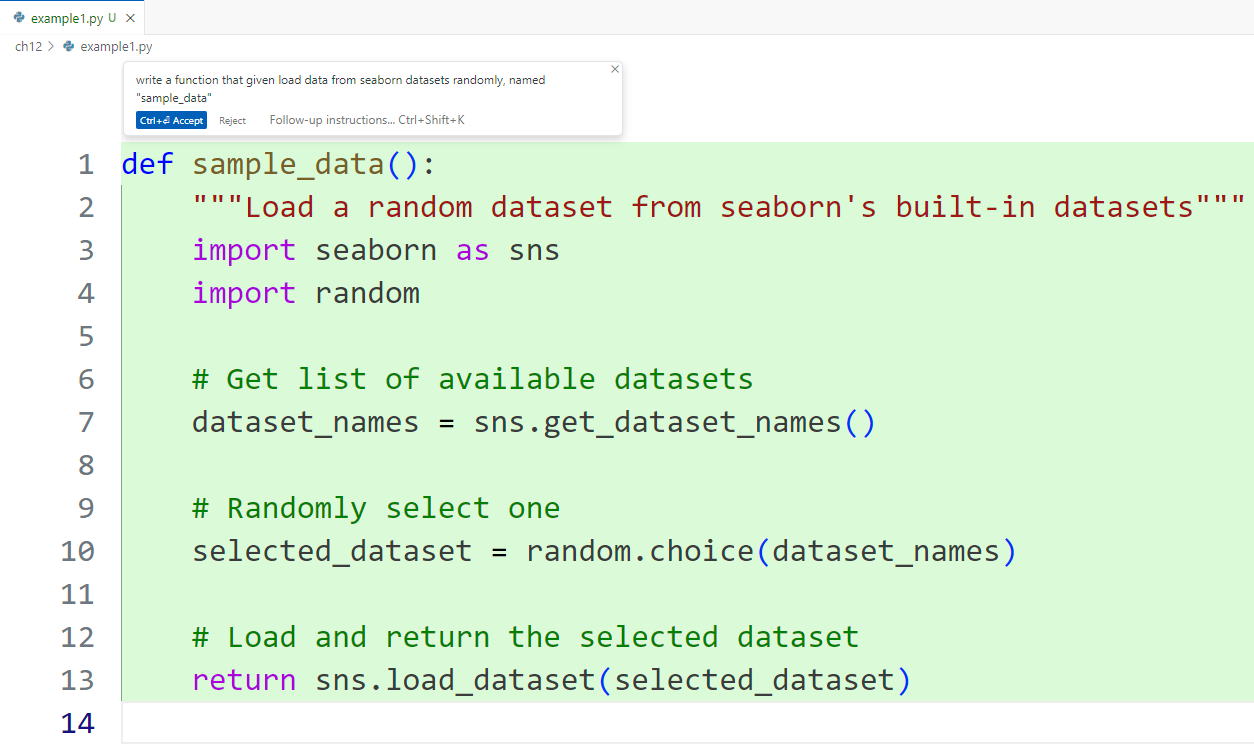 example1.py U ×
ch12 > example1.py
write a function that given load data from seaborn datasets randomly, named
"sample_data"
Ctrl+⏎ Accept Reject Follow-up instructions... Ctrl+Shift+K
1 def sample_data():
2     """Load a random dataset from seaborn's built-in datasets"""
3     import seaborn as sns
4     import random
5
6     # Get list of available datasets
7     dataset_names = sns.get_dataset_names()
8
9     # Randomly select one
10     selected_dataset = random.choice(dataset_names)
11
12     # Load and return the selected dataset
13     return sns.load_dataset(selected_dataset)
14